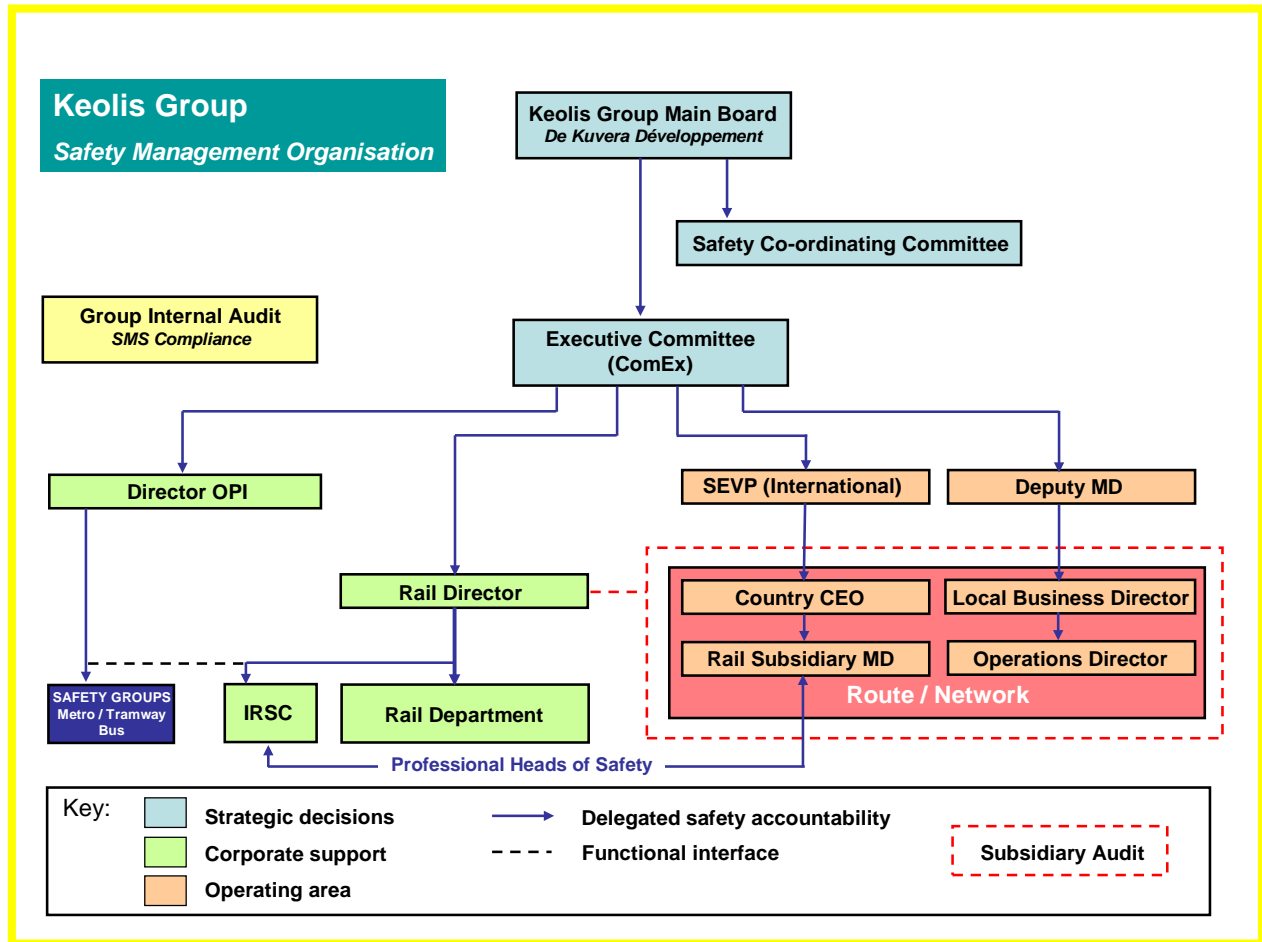 Keolis Group
Safety Management Organisation
Keolis Group Main Board
De Kuvera Développement
Safety Co-ordinating Committee
Group Internal Audit
SMS Compliance
Executive Committee
(ComEx)
Director OPI
SEVP (International)
Deputy MD
Rail Director
Country CEO
Local Business Director
Rail Subsidiary MD
Operations Director
Route / Network
SAFETY GROUPS
Metro / Tramway
Bus
IRSC
Rail Department
Professional Heads of Safety
Key:
Strategic decisions
Delegated safety accountability
Corporate support
Functional interface
Subsidiary Audit
Operating area